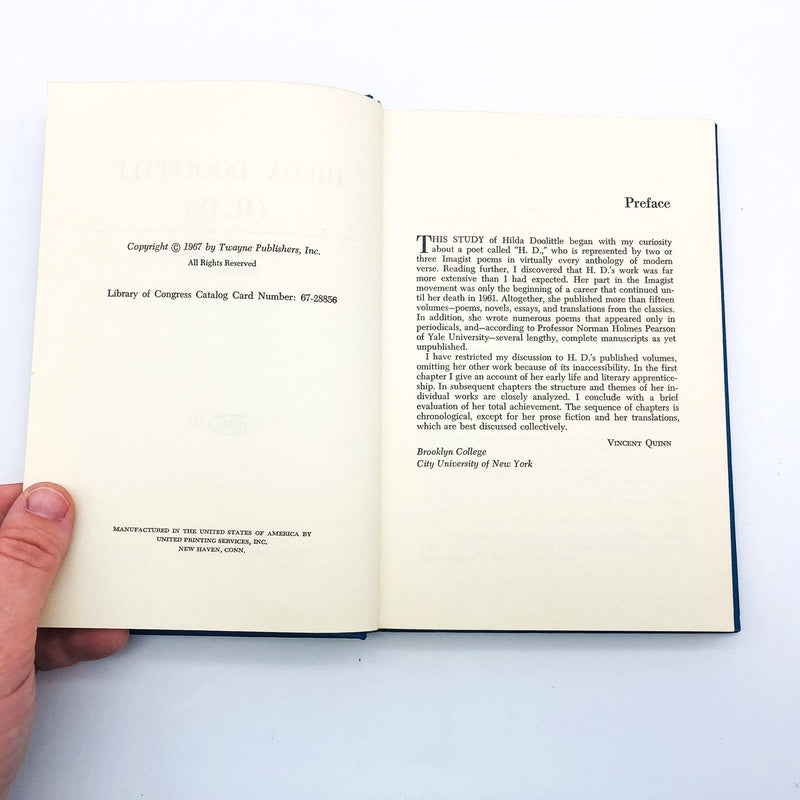 HILDA DOOLITTLE
(H. D.)
Copyright © 1967 by Twayne Publishers, Inc.
All Rights Reserved
Library of Congress Catalog Card Number: 67-28856
MANUFACTURED IN THE UNITED STATES OF AMERICA BY
UNITED PRINTING SERVICES, INC.
NEW HAVEN, CONN.
Preface
THIS STUDY of Hilda Doolittle began with my curiosity
about a poet called "H. D.," who is represented by two or
three Imagist poems in virtually every anthology of modern
verse. Reading further, I discovered that H. D.'s work was far
more extensive than I had expected. Her part in the Imagist
movement was only the beginning of a career that continued un-
til her death in 1961. Altogether, she published more than fifteen
volumes—poems, novels, essays, and translations from the classics.
In addition, she wrote numerous poems that appeared only in
periodicals, and—according to Professor Norman Holmes Pearson
of Yale University—several lengthy, complete manuscripts as yet
unpublished.
I have restricted my discussion to H. D.'s published volumes,
omitting her other work because of its inaccessibility. In the first
chapter I give an account of her early life and literary apprentice-
ship. In subsequent chapters the structure and themes of her in-
dividual works are closely analyzed. I conclude with a brief
evaluation of her total achievement. The sequence of chapters is
chronological, except for her prose fiction and her translations,
which are best discussed collectively.
VINCENT QUINN
Brooklyn College
City University of New York